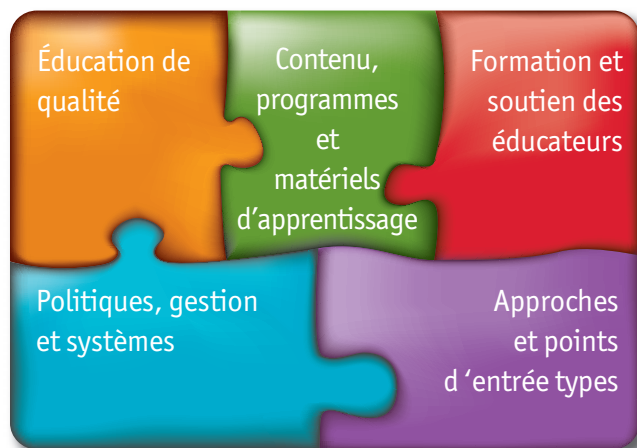 Éducation de
qualité
Contenu,
programmes
et
matériels
d'apprentissage
Formation et
soutien des
éducateurs
Politiques, gestion
et systèmes
Approches
et points
d ‘entrée types